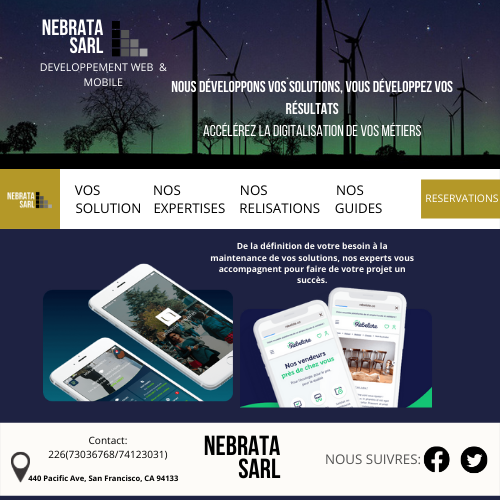 NEBRATA
SARL
DEVELOPPEMENT WEB &
MOBILE
NOUS DÉVELOPPONS VOS SOLUTIONS, VOUS DÉVELOPPEZ VOS
RÉSULTATS
ACCÉLÉREZ LA DIGITALISATION DE VOS MÉTIERS
NEBRATA
SARL
VOS
SOLUTION
NOS
EXPERTISES
NOS
RELISATIONS
NOS
GUIDES
RESERVATIONS
De la définition de votre besoin à la
maintenance de vos solutions, nos experts vous
accompagnent pour faire de votre projet un
succès.
Nos vendeurs
près de chez vous
Contact:
226(73036768/74123031)
440 Pacific Ave, San Francisco, CA 94133
NEBRATA
SARL
NOUS SUIVRES: